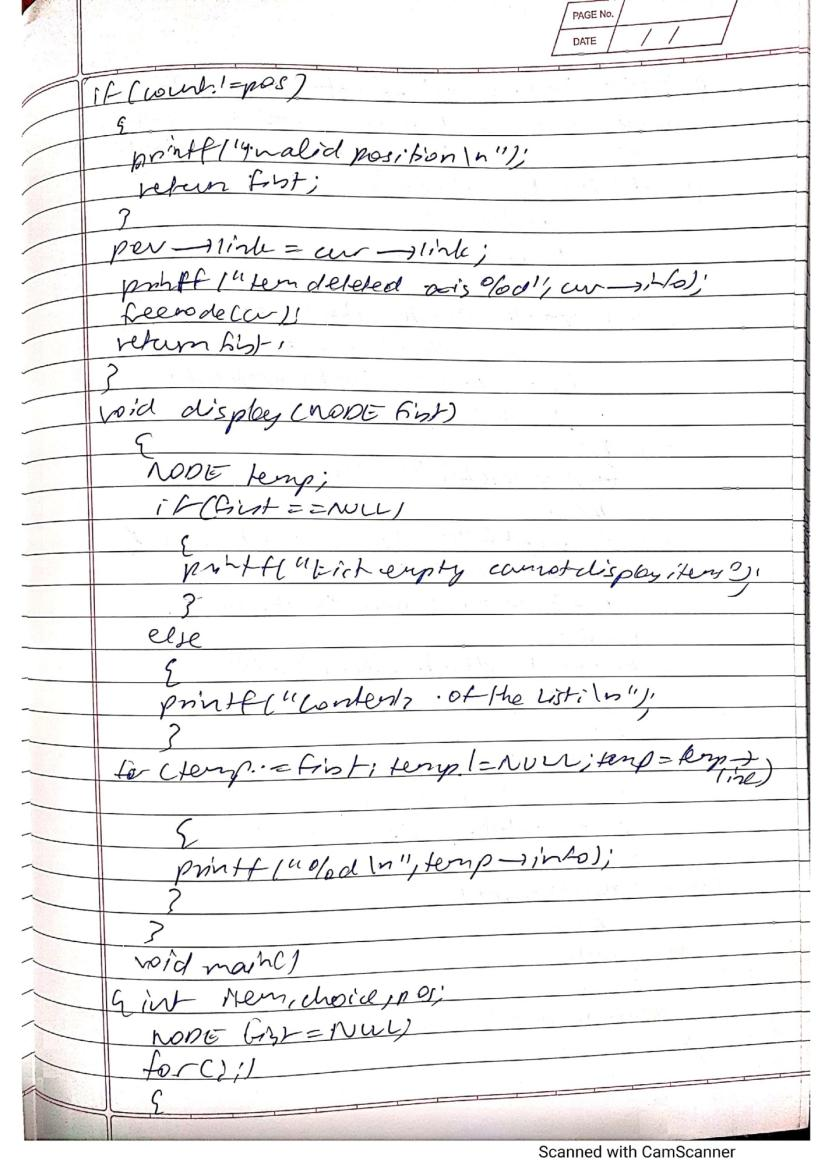 PAGE No.
DATE / /
if (count!=pos)
{
printf("invalid position\n");
return first;
}
prev→link = cur→link;
printf("item deleted is %d", cur→info);
freenode(cur);
return first;
}
void display (NODE first)
{
NODE temp;
if (first ==NULL)
{
printf("List empty cannot display items");
}
else
{
printf("Contents of the list:\n");
}
for (temp = first; temp!=NULL; temp = temp→
link)
{
printf("%d\n", temp→info);
}
}
void main()
{ int item, choice, pos;
NODE first = NULL;
for(;;)
{
Scanned with CamScanner